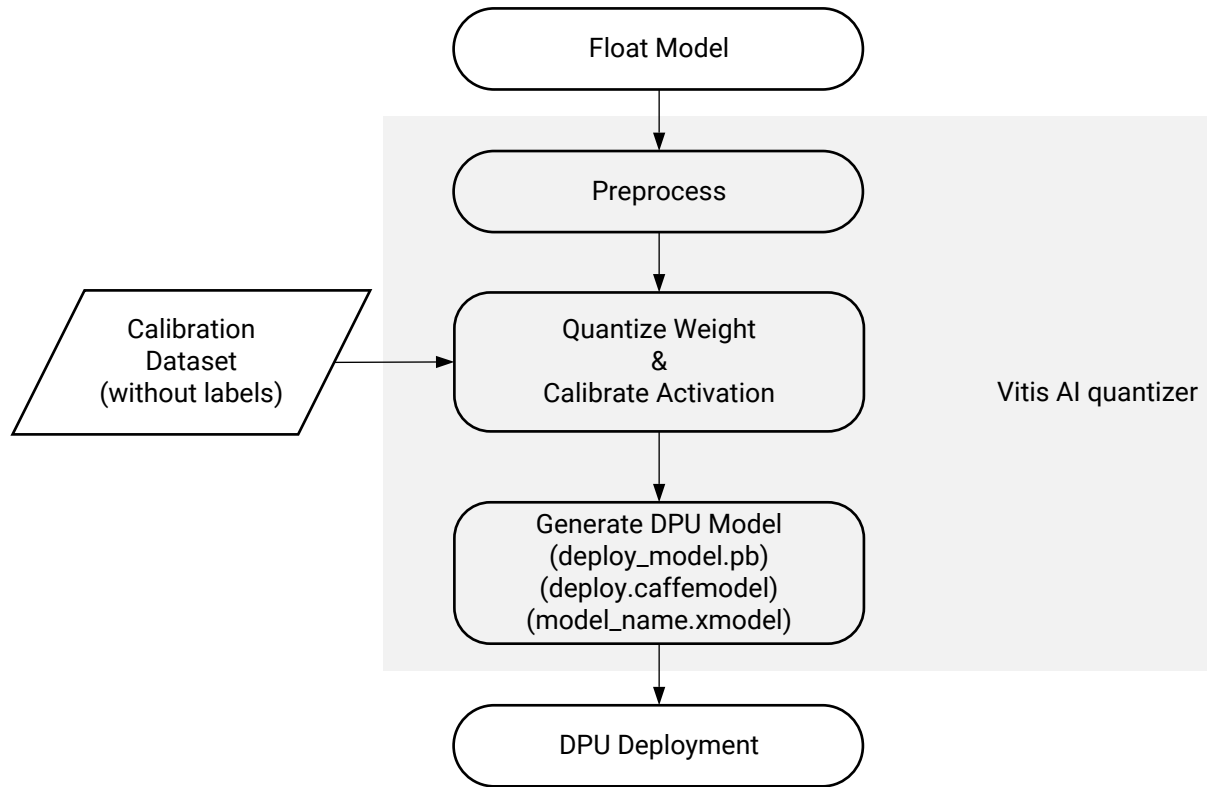 Float Model
Preprocess
Calibration
Dataset
(without labels)
Quantize Weight
&
Calibrate Activation
Vitis AI quantizer
Generate DPU Model
(deploy_model.pb)
(deploy.caffemodel)
(model_name.xmodel)
DPU Deployment